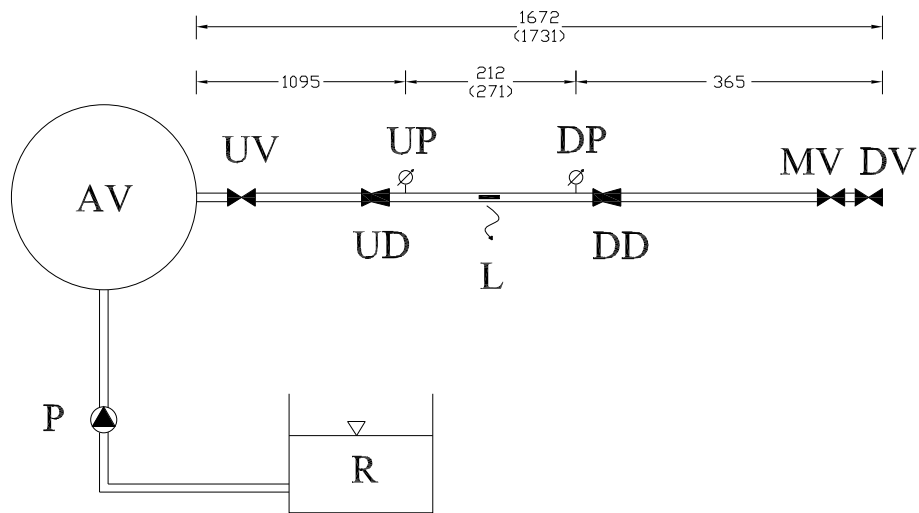 1672
(1731)
1095
212
(271)
365
UV
UP
DP
MV
DV
AV
UD
L
DD
P
R